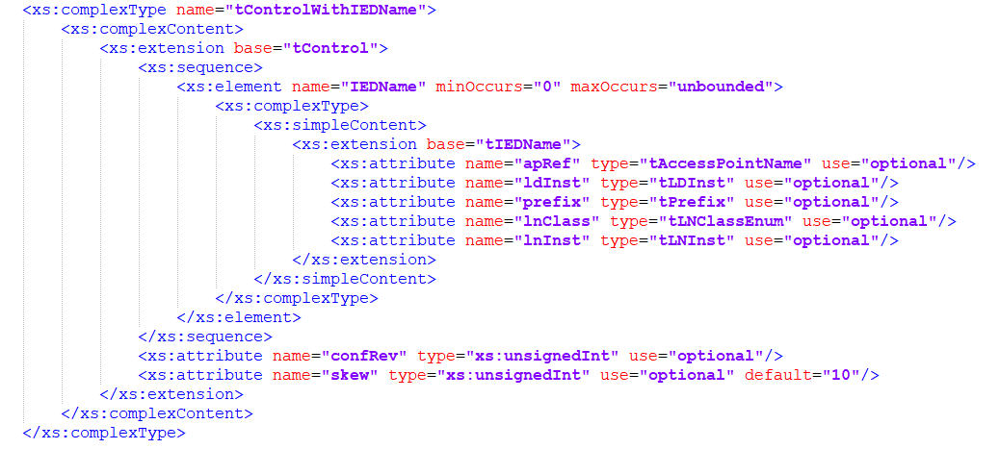 <xs:complexType name="tControlWithIEDName">
<xs:complexContent>
<xs:extension base="tControl">
<xs:sequence>
<xs:element name="IEDName" minOccurs="0" maxOccurs="unbounded">
<xs:complexType>
<xs:simpleContent>
<xs:extension base="tIEDName">
<xs:attribute name="apRef" type="tAccessPointName" use="optional"/>
<xs:attribute name="ldInst" type="tLDInst" use="optional"/>
<xs:attribute name="prefix" type="tPrefix" use="optional"/>
<xs:attribute name="lnClass" type="tLNClassEnum" use="optional"/>
<xs:attribute name="lnInst" type="tLNInst" use="optional"/>
</xs:extension>
</xs:simpleContent>
</xs:complexType>
</xs:element>
</xs:sequence>
<xs:attribute name="confRev" type="xs:unsignedInt" use="optional"/>
<xs:attribute name="skew" type="xs:unsignedInt" use="optional" default="10"/>
</xs:extension>
</xs:complexContent>
</xs:complexType>